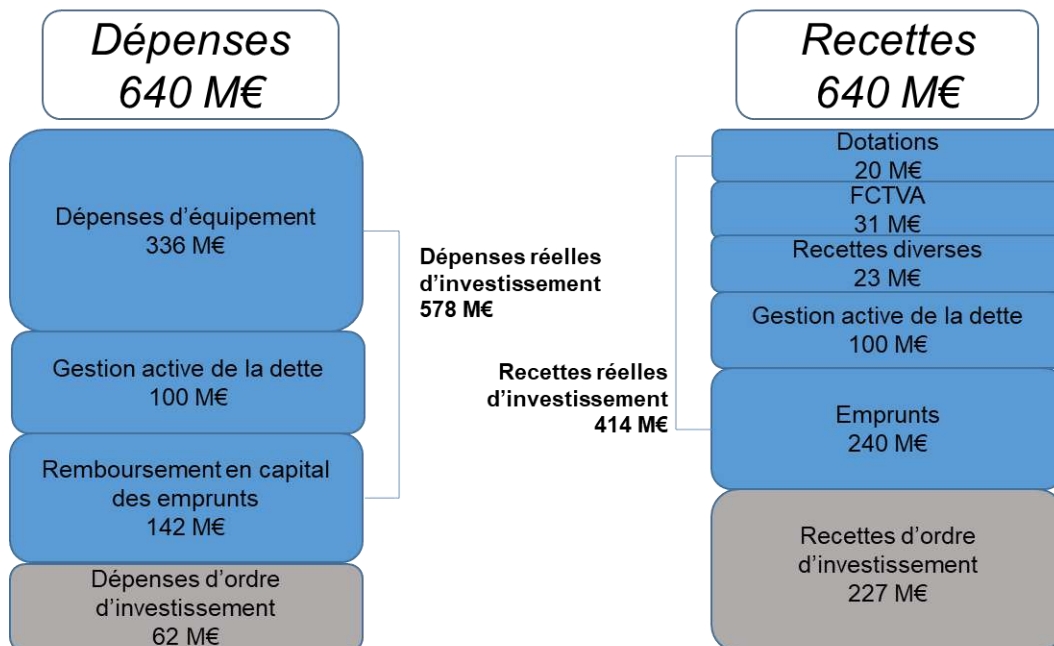 Dépenses
640 M€
Dépenses d’équipement
336 M€
Gestion active de la dette
100 M€
Remboursement en capital
des emprunts
142 M€
Dépenses d’ordre
d’investissement
62 M€
Dépenses réelles
d’investissement
578 M€
Recettes réelles
d’investissement
414 M€
Recettes
640 M€
Dotations
20 M€
FCTVA
31 M€
Recettes diverses
23 M€
Gestion active de la dette
100 M€
Emprunts
240 M€
Recettes d’ordre
d’investissement
227 M€